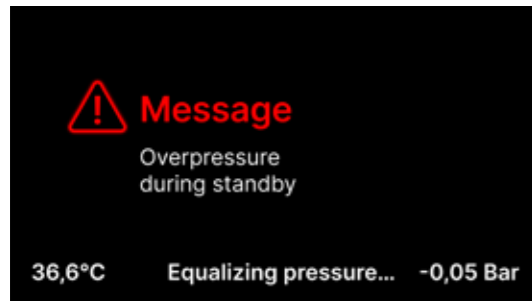 Message
Overpressure
during standby
36,6°C Equalizing pressure... -0,05 Bar